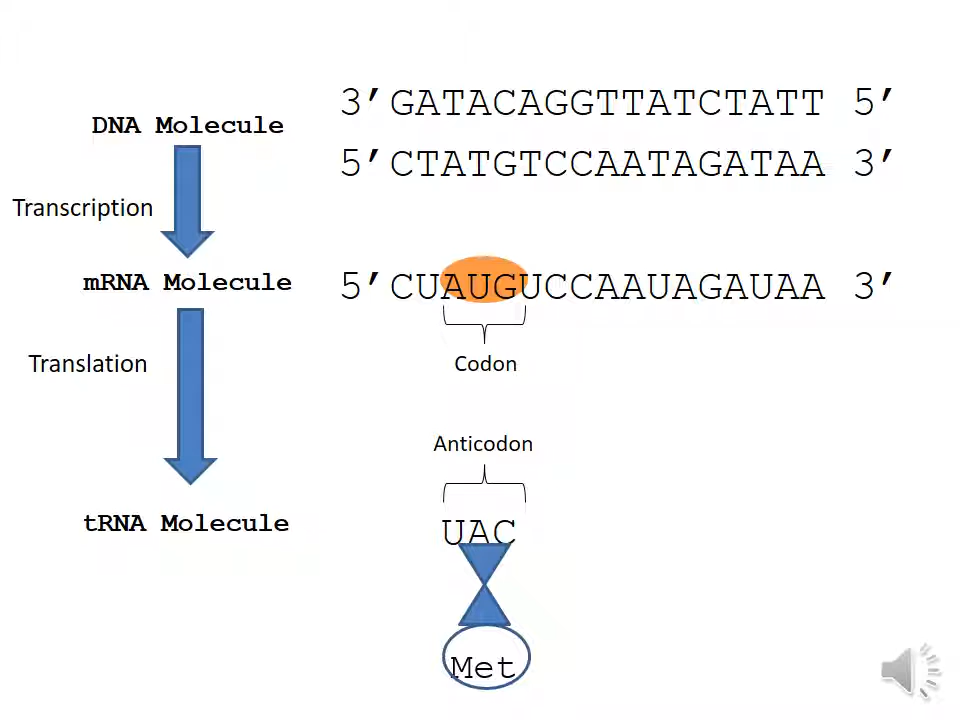 3’GATACAGGTTATCTATT 5’
DNA Molecule
5’CTATGTCCAATAGATAA 3’
Transcription
mRNA Molecule
5’CUAUGUCCAAUAGAUAA 3’
Translation
Codon
Anticodon
tRNA Molecule
UAC
Met